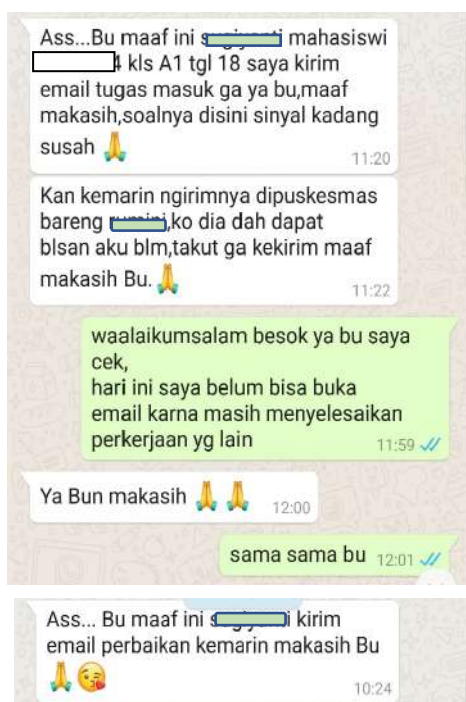 Ass...Bu maaf ini mahasiswi
4 kls A1 tgl 18 saya kirim
email tugas masuk ga ya bu,maaf
makasih,soalnya disini sinyal kadang
susah 🙏
11:20
Kan kemarin ngirimnya dipuskesmas
bareng ,ko dia dah dapat
blsan aku blm,takut ga kekirim maaf
makasih Bu.🙏
11:22
waalaikumsalam besok ya bu saya
cek,
hari ini saya belum bisa buka
email karna masih menyelesaikan
perkerjaan yg lain
11:59
Ya Bun makasih 🙏🙏 12:00
sama sama bu 12:01
Ass... Bu maaf ini kirim
email perbaikan kemarin makasih Bu
🙏😘
10:24